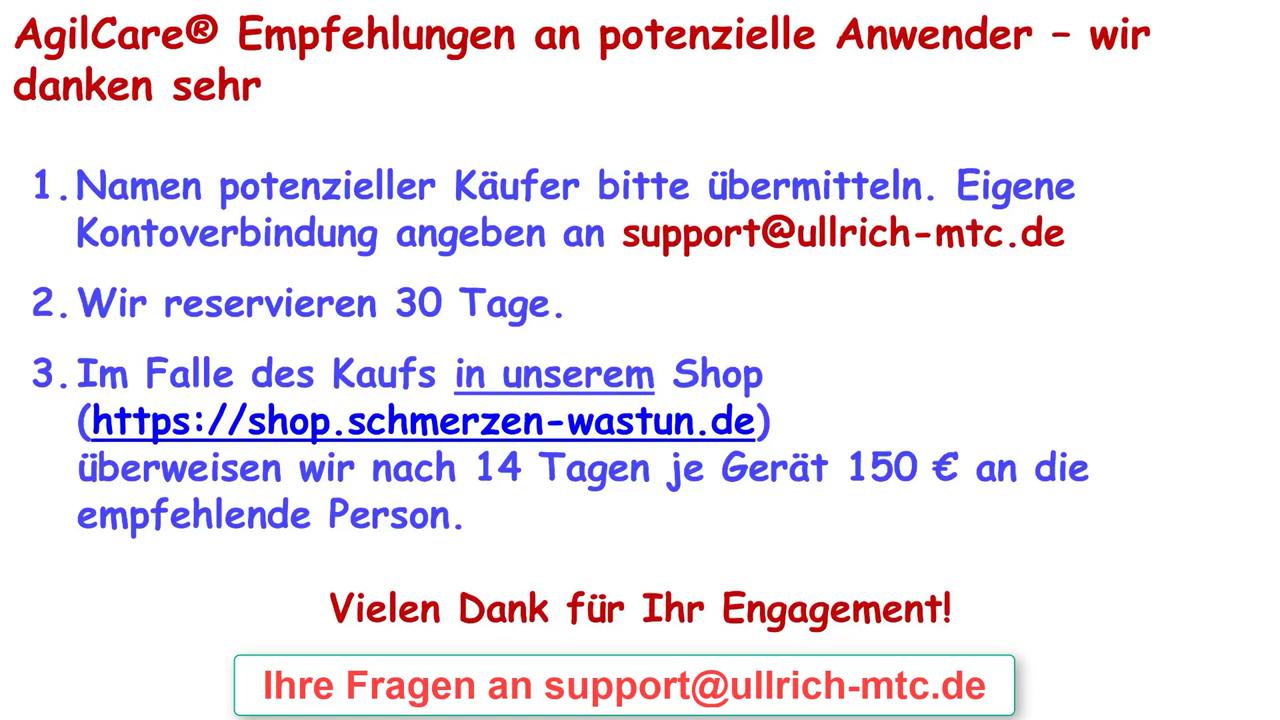 AgilCare® Empfehlungen an potenzielle Anwender – wir
danken sehr
1. Namen potenzieller Käufer bitte übermitteln. Eigene
Kontoverbindung angeben an support@ullrich-mtc.de
2. Wir reservieren 30 Tage.
3. Im Falle des Kaufs in unserem Shop
(https://shop.schmerzen-wastun.de)
überweisen wir nach 14 Tagen je Gerät 150 € an die
empfehlende Person.
Vielen Dank für Ihr Engagement!
Ihre Fragen an support@ullrich-mtc.de